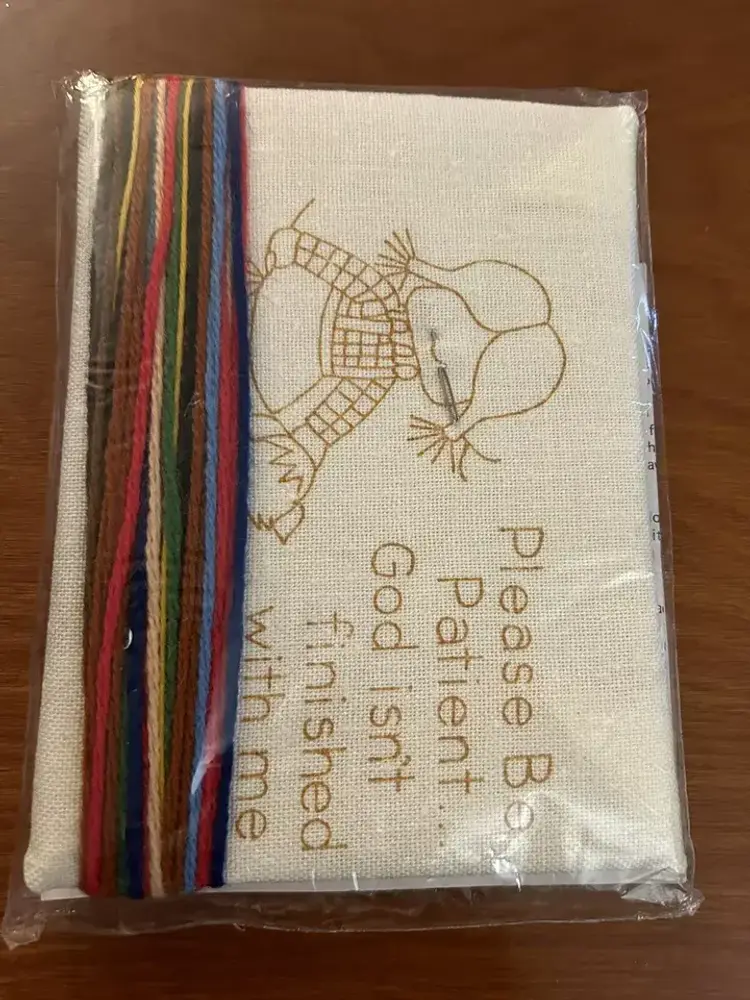 Please Be
Patient...
God isn't
finished
with me